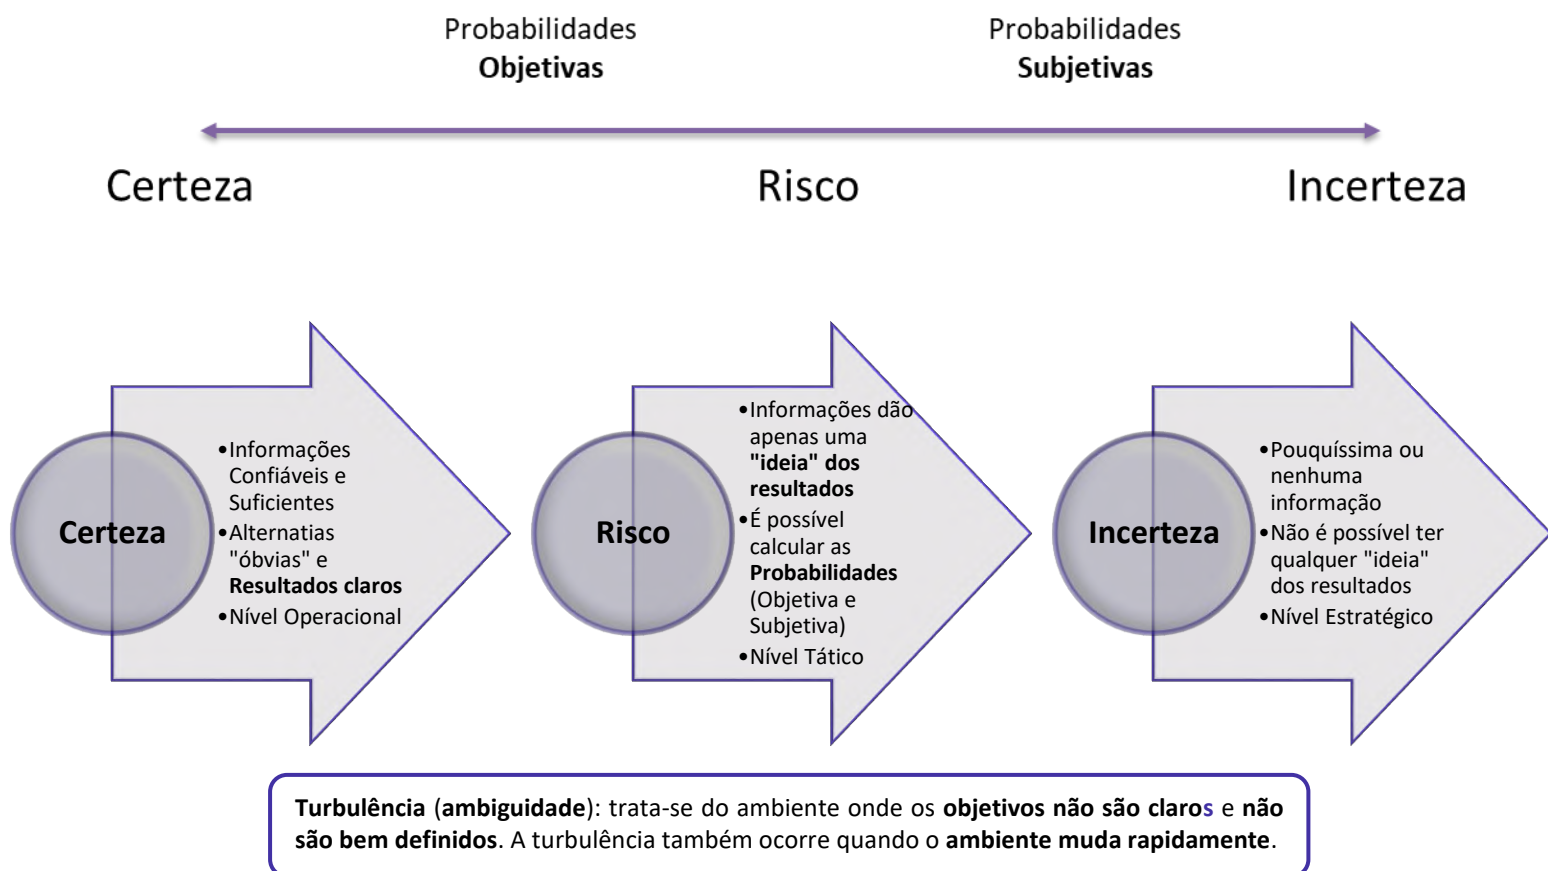 Probabilidades
Objetivas
Probabilidades
Subjetivas
Certeza
Risco
Incerteza
Certeza
•Informações
Confiáveis e
Suficientes
•Alternatias
"óbvias" e
Resultados claros
•Nível Operacional
Risco
•Informações dão
apenas uma
"ideia" dos
resultados
•É possível
calcular as
Probabilidades
(Objetiva e
Subjetiva)
•Nível Tático
Incerteza
•Pouquíssima ou
nenhuma
informação
•Não é possível ter
qualquer "ideia"
dos resultados
•Nível Estratégico
Turbulência (ambiguidade): trata-se do ambiente onde os objetivos não são claros e não
são bem definidos. A turbulência também ocorre quando o ambiente muda rapidamente.